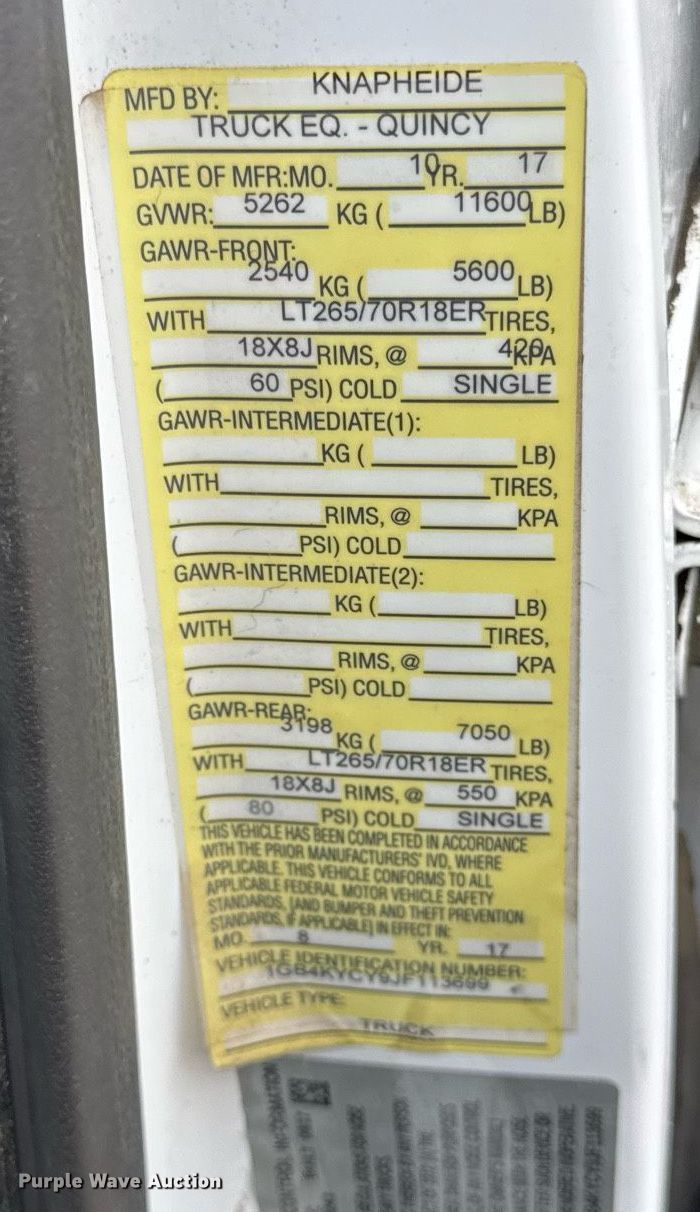 MFD BY: KNAPHEIDE
TRUCK EQ. - QUINCY
DATE OF MFR:MO. 10 YR. 17
GVWR: 5262 KG ( 11600 LB)
GAWR-FRONT:
2540 KG ( 5600 LB)
WITH LT265/70R18ER TIRES,
18X8J RIMS, @ 420 KPA
( 60 PSI) COLD SINGLE
GAWR-INTERMEDIATE(1):
KG ( LB)
WITH TIRES,
RIMS, @ KPA
( PSI) COLD
GAWR-INTERMEDIATE(2):
KG ( LB)
WITH TIRES,
RIMS, @ KPA
( PSI) COLD
GAWR-REAR:
3198 KG ( 7050 LB)
WITH LT265/70R18ER TIRES,
18X8J RIMS, @ 550 KPA
( 80 PSI) COLD SINGLE
THIS VEHICLE HAS BEEN COMPLETED IN ACCORDANCE
WITH THE PRIOR MANUFACTURERS' IVD, WHERE
APPLICABLE. THIS VEHICLE CONFORMS TO ALL
APPLICABLE FEDERAL MOTOR VEHICLE SAFETY
STANDARDS, [AND BUMPER AND THEFT PREVENTION
STANDARDS, IF APPLICABLE] IN EFFECT IN:
MO. 8 YR. 17
VEHICLE IDENTIFICATION NUMBER:
1GB4KYCY9JF113699
VEHICLE TYPE:
TRUCK
Purple Wave Auction